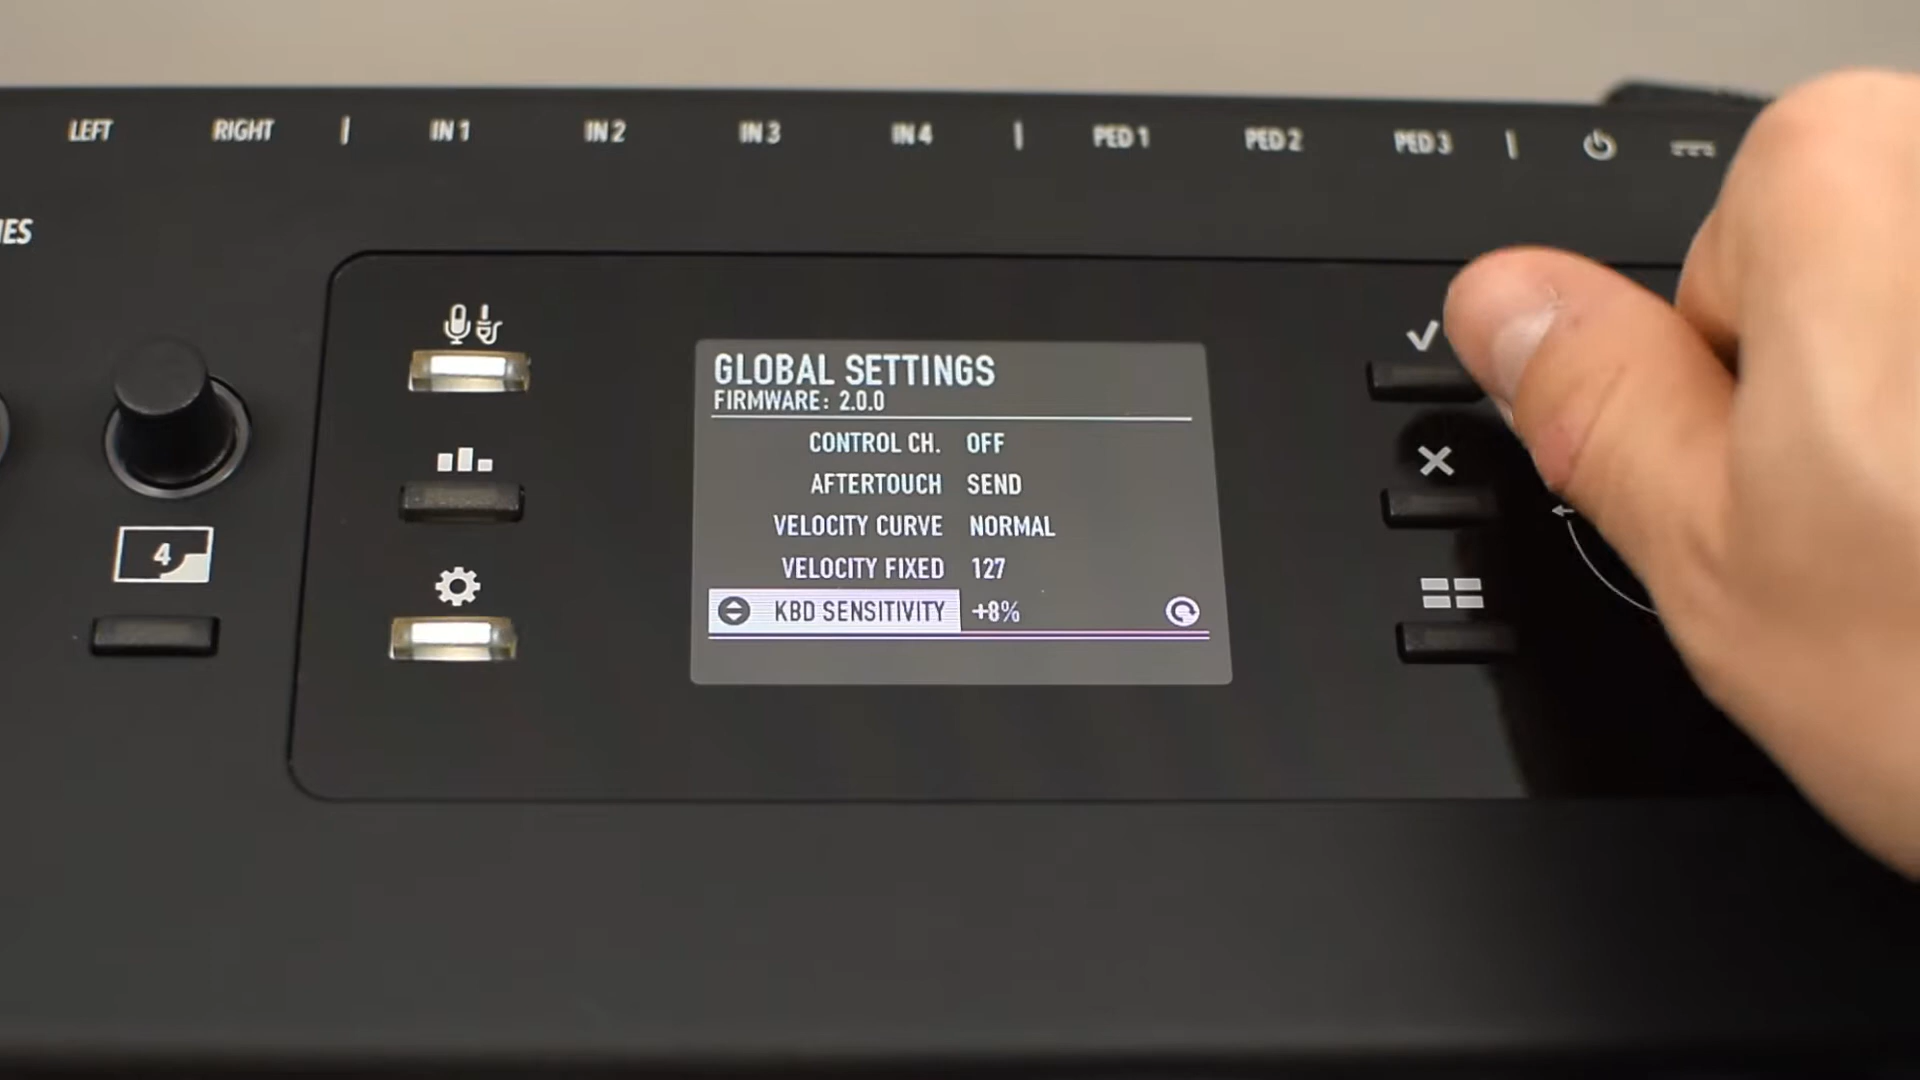 LEFT RIGHT IN 1 IN 2 IN 3 IN 4 PED 1 PED 2 PED 3
IES
GLOBAL SETTINGS
FIRMWARE: 2.0.0
CONTROL CH. OFF
AFTERTOUCH SEND
VELOCITY CURVE NORMAL
4
VELOCITY FIXED 127
KBD SENSITIVITY +8%